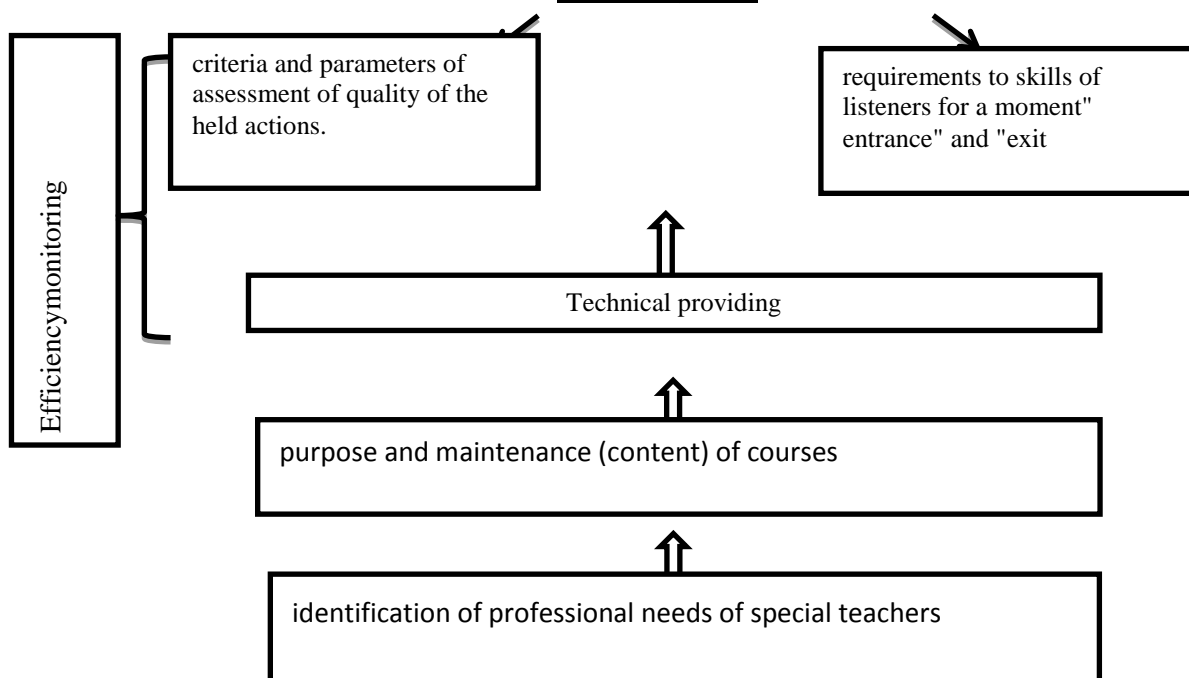 criteria and parameters of
assessment of quality of the
held actions.
requirements to skills of
listeners for a moment"
entrance" and "exit
Efficiencymonitoring
Technical providing
purpose and maintenance (content) of courses
identification of professional needs of special teachers